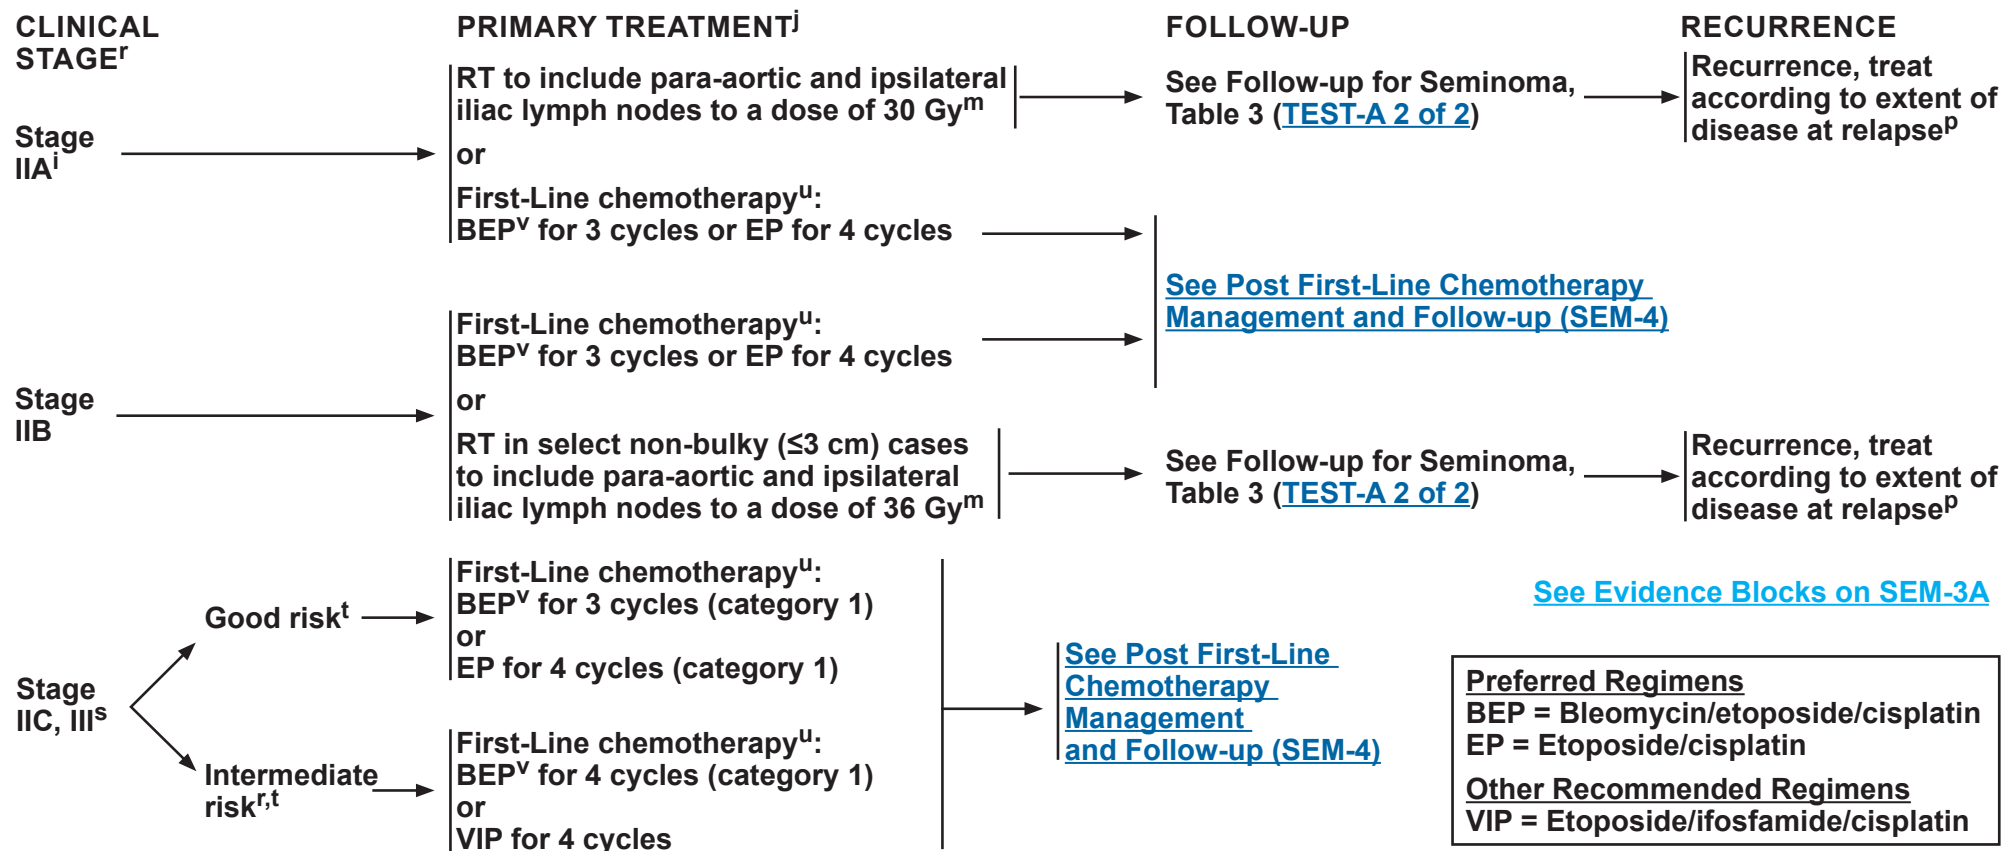 CLINICAL
STAGEʳ
PRIMARY TREATMENTʲ
FOLLOW-UP
RECURRENCE
Stage
IIAⁱ
RT to include para-aortic and ipsilateral
iliac lymph nodes to a dose of 30 Gyᵐ
or
First-Line chemotherapyᵘ:
BEPᵛ for 3 cycles or EP for 4 cycles
See Follow-up for Seminoma,
Table 3 (TEST-A 2 of 2)
Recurrence, treat
according to extent of
disease at relapseᵖ
See Post First-Line Chemotherapy
Management and Follow-up (SEM-4)
Stage
IIB
First-Line chemotherapyᵘ:
BEPᵛ for 3 cycles or EP for 4 cycles
or
RT in select non-bulky (≤3 cm) cases
to include para-aortic and ipsilateral
iliac lymph nodes to a dose of 36 Gyᵐ
See Follow-up for Seminoma,
Table 3 (TEST-A 2 of 2)
Recurrence, treat
according to extent of
disease at relapseᵖ
Stage
IIC, IIIˢ
Good riskᵗ
First-Line chemotherapyᵘ:
BEPᵛ for 3 cycles (category 1)
or
EP for 4 cycles (category 1)
Intermediate
riskʳ,ᵗ
First-Line chemotherapyᵘ:
BEPᵛ for 4 cycles (category 1)
or
VIP for 4 cycles
See Post First-Line
Chemotherapy
Management
and Follow-up (SEM-4)
See Evidence Blocks on SEM-3A
Preferred Regimens
BEP = Bleomycin/etoposide/cisplatin
EP = Etoposide/cisplatin
Other Recommended Regimens
VIP = Etoposide/ifosfamide/cisplatin